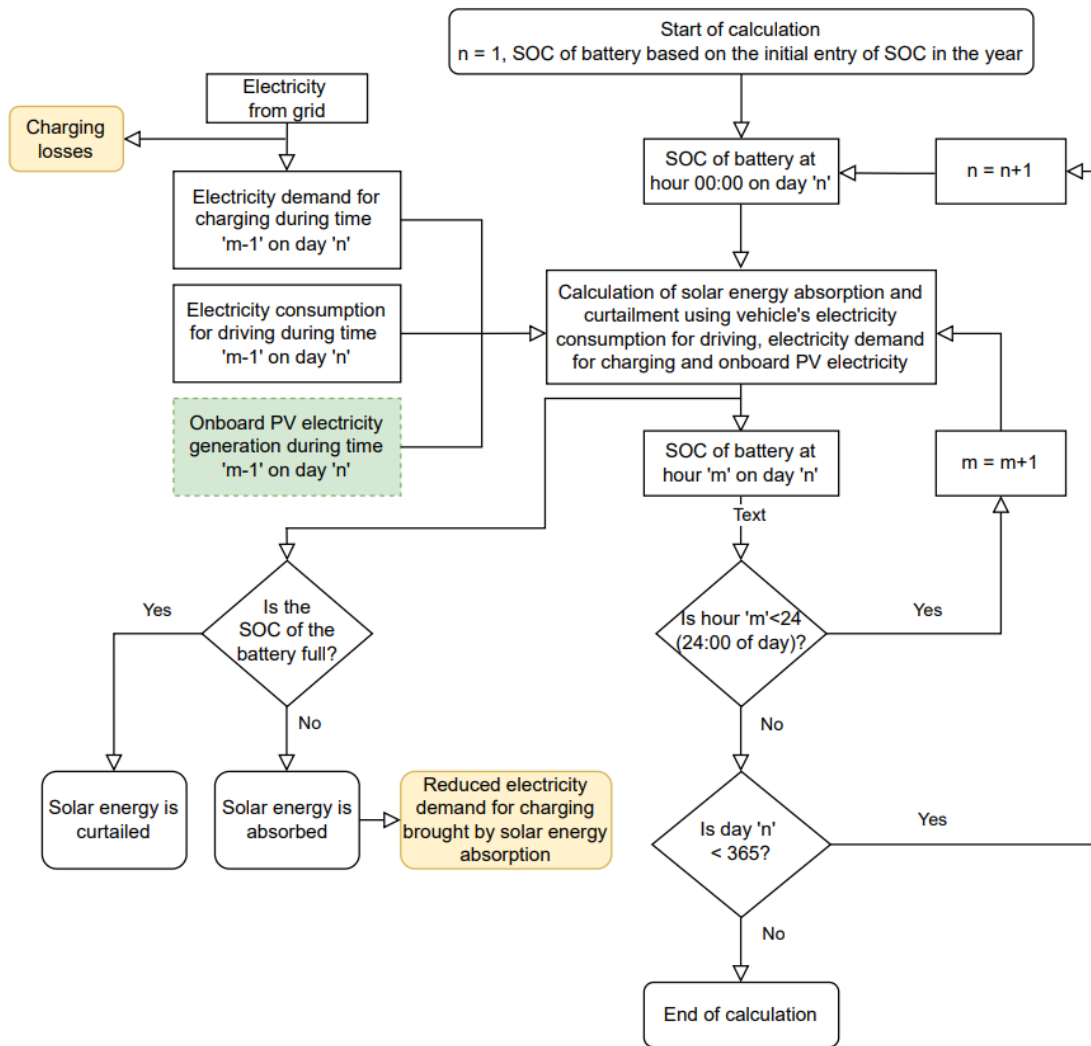 Start of calculation
n = 1, SOC of battery based on the initial entry of SOC in the year
Electricity
from grid
Charging
losses
SOC of battery at
hour 00:00 on day 'n'
n = n+1
Electricity demand for
charging during time
'm-1' on day 'n'
Electricity consumption
for driving during time
'm-1' on day 'n'
Onboard PV electricity
generation during time
'm-1' on day 'n'
Calculation of solar energy absorption and
curtailment using vehicle's electricity
consumption for driving, electricity demand
for charging and onboard PV electricity
SOC of battery at
hour 'm' on day 'n'
m = m+1
Text
Is the
SOC of the
battery full?
Yes
No
Is hour 'm'<24
(24:00 of day)?
Yes
No
Solar energy is
curtailed
Solar energy is
absorbed
Reduced electricity
demand for charging
brought by solar energy
absorption
Is day 'n'
< 365?
Yes
No
End of calculation